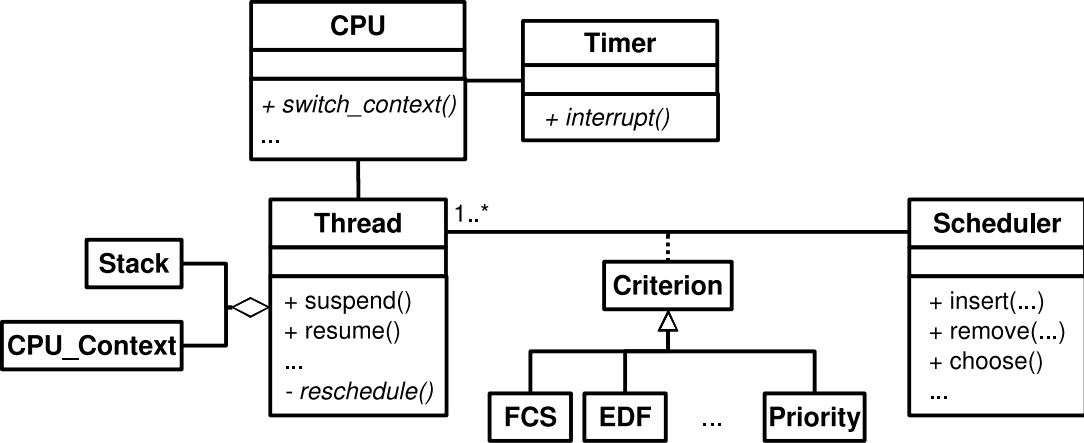 CPU
+ switch_context()
...
Timer
+ interrupt()
Thread
+ suspend()
+ resume()
...
- reschedule()
1..*
Stack
CPU_Context
Criterion
FCS
EDF
...
Priority
Scheduler
+ insert(...)
+ remove(...)
+ choose()
...